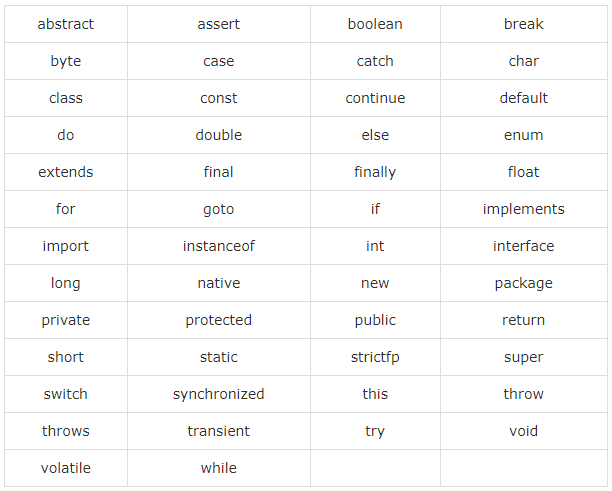 abstract assert boolean break
byte case catch char
class const continue default
do double else enum
extends final finally float
for goto if implements
import instanceof int interface
long native new package
private protected public return
short static strictfp super
switch synchronized this throw
throws transient try void
volatile while